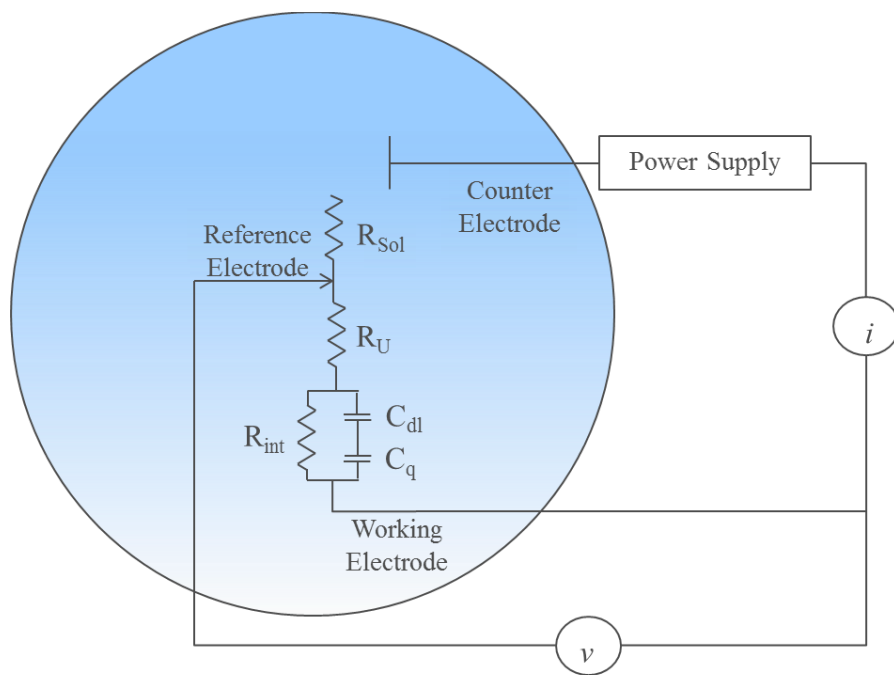 Power Supply
Counter
Electrode
Reference
Electrode
R_Sol
i
R_U
C_dl
R_int
C_q
Working
Electrode
v